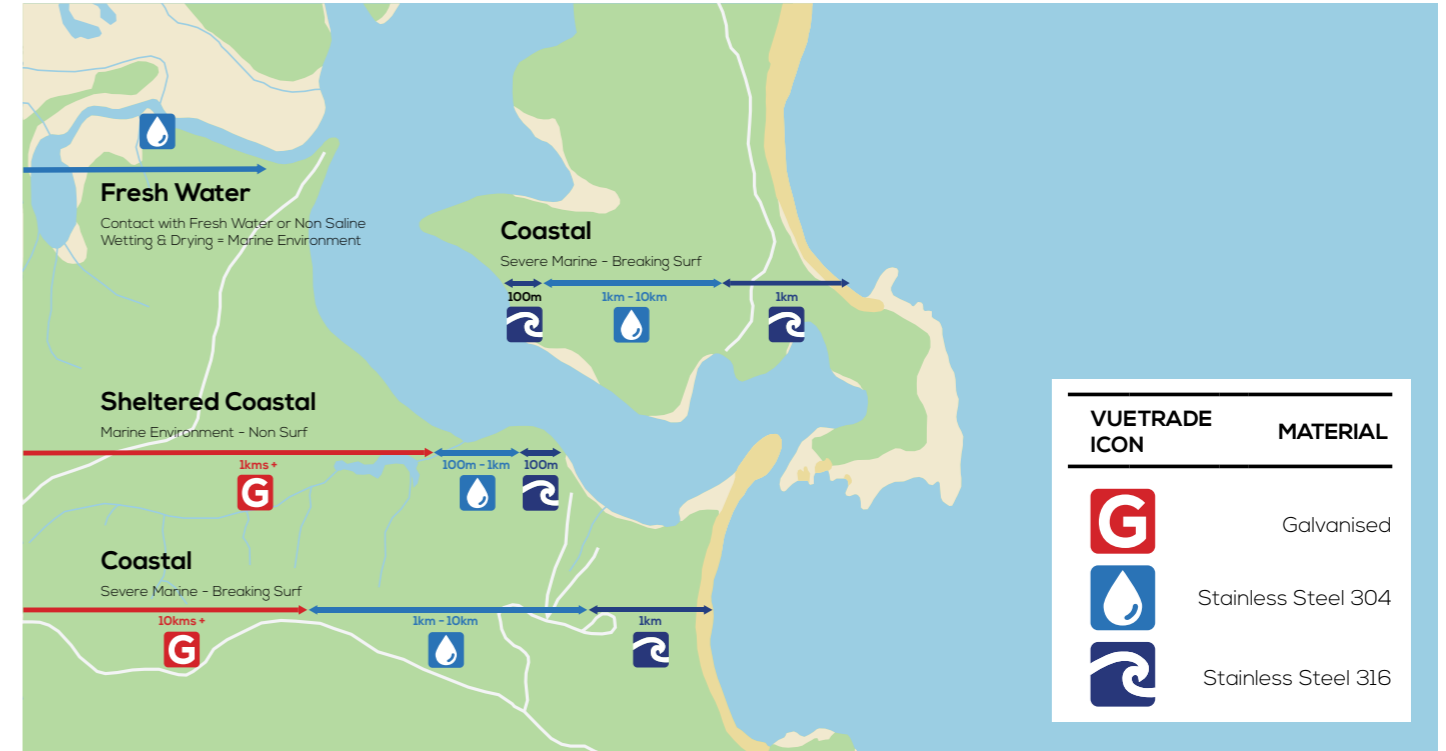 Fresh Water
Contact with Fresh Water or Non Saline
Wetting & Drying = Marine Environment
Coastal
Severe Marine - Breaking Surf
100m
1km - 10km
1km
Sheltered Coastal
Marine Environment - Non Surf
1kms +
100m - 1km
100m
G
Coastal
Severe Marine - Breaking Surf
10kms +
1km - 10km
1km
G
VUETRADE
ICON
MATERIAL
G
Galvanised
Stainless Steel 304
Stainless Steel 316